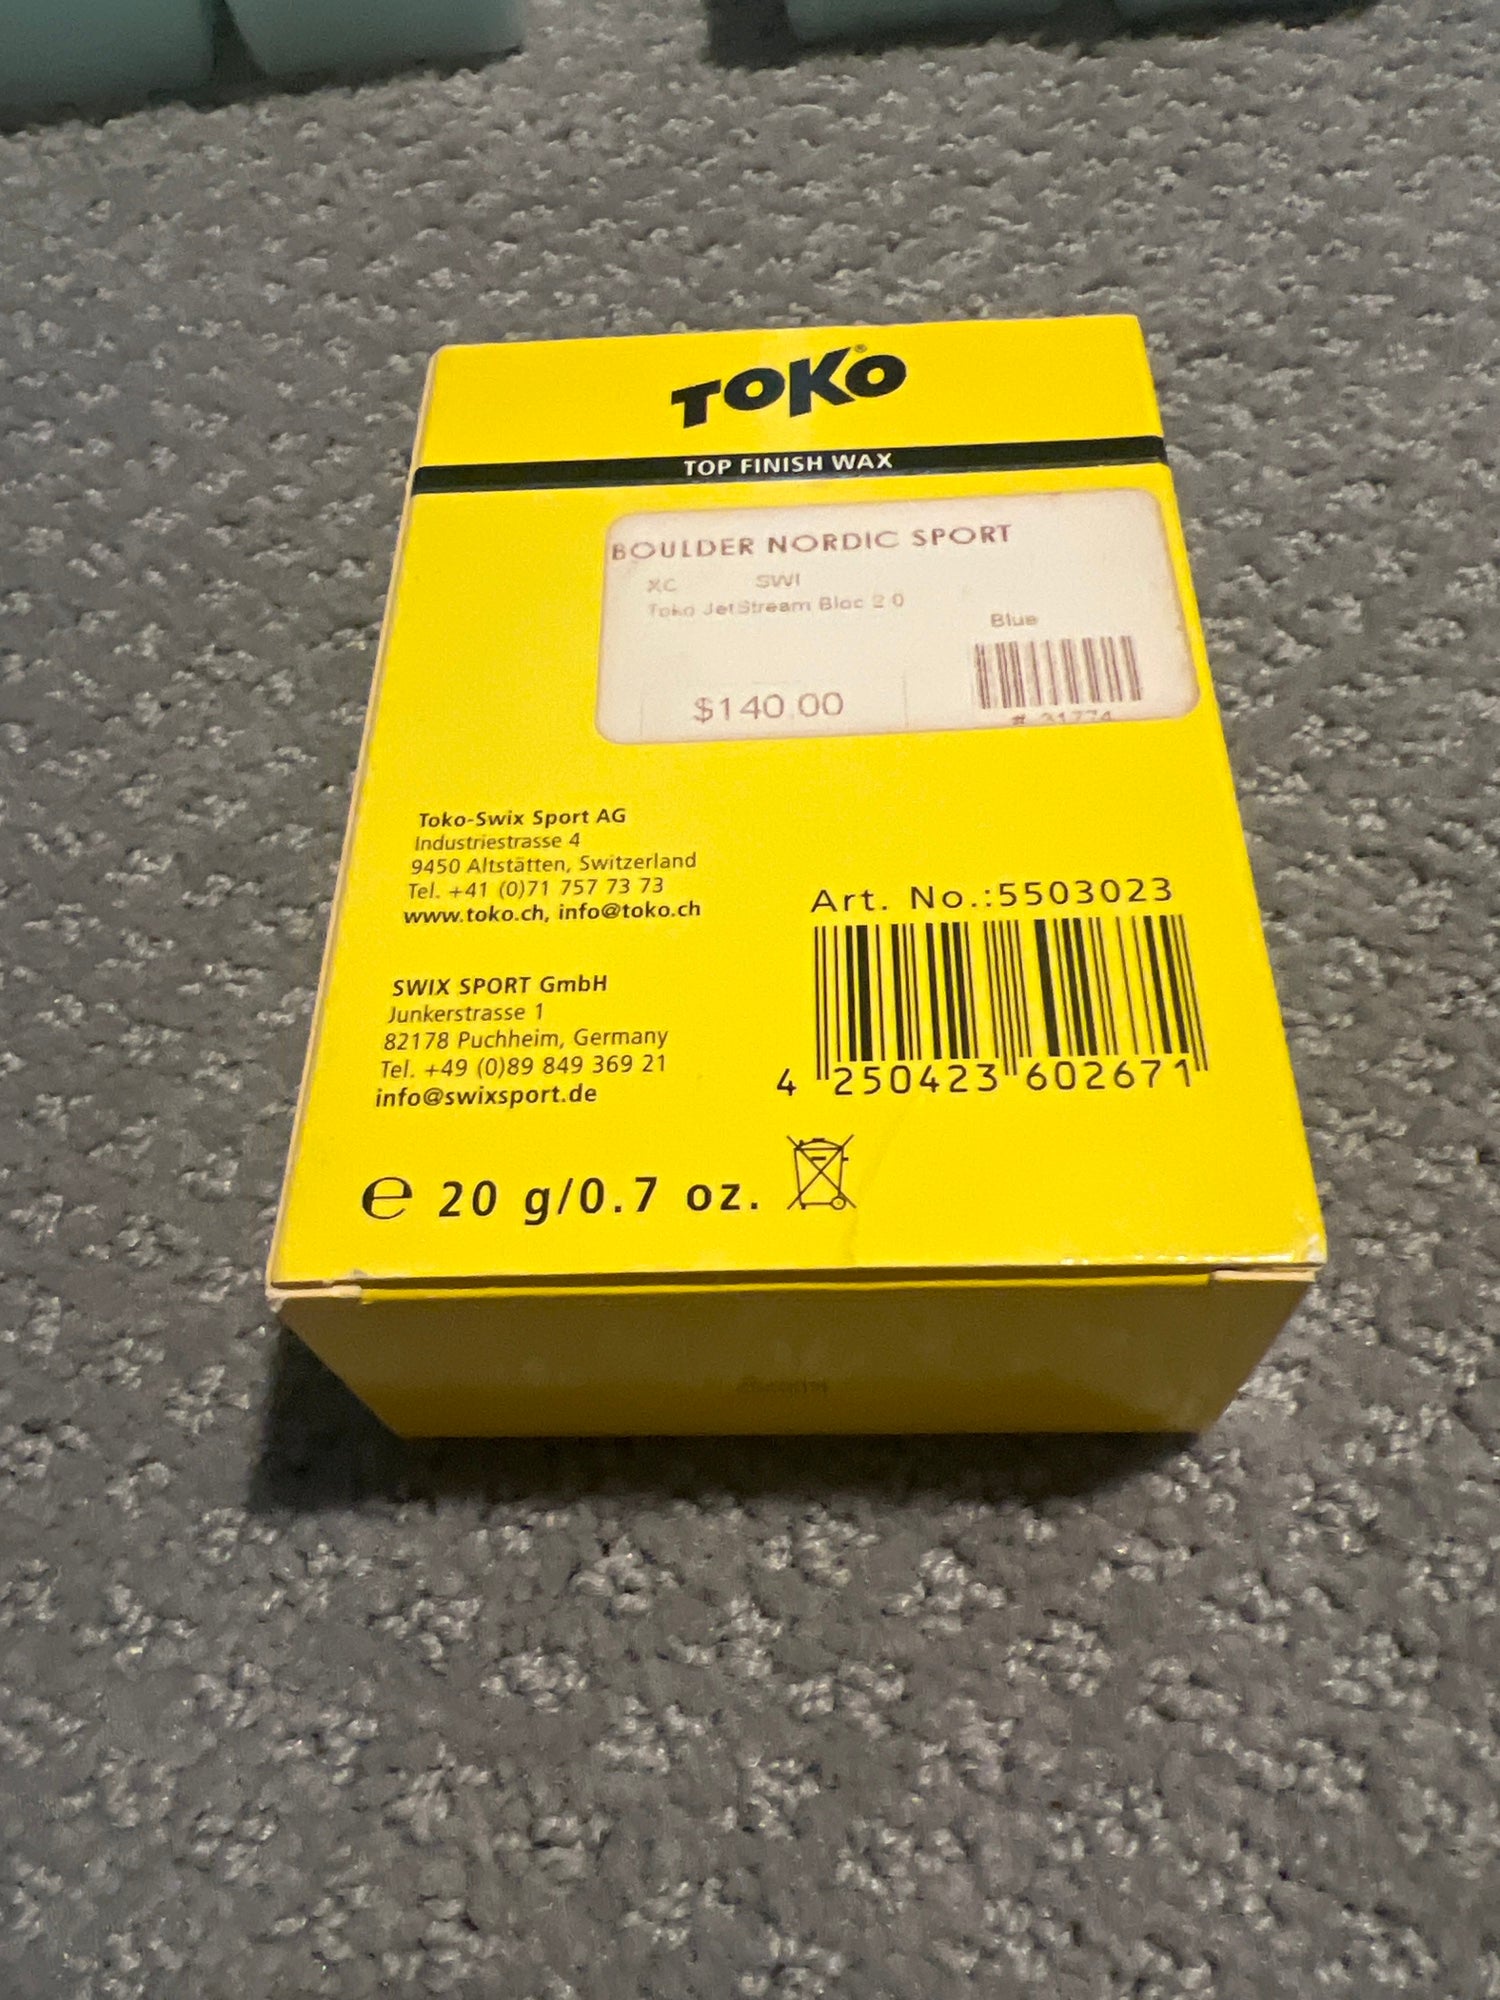 TOKO®
TOP FINISH WAX
BOULDER NORDIC SPORT
XC SWI
Toko JetStream Bloc 2.0
Blue
$140.00
# 31774
Toko-Swix Sport AG
Industriestrasse 4
9450 Altstätten, Switzerland
Tel. +41 (0)71 757 73 73
www.toko.ch, info@toko.ch
Art. No.:5503023
4 250423 602671
SWIX SPORT GmbH
Junkerstrasse 1
82178 Puchheim, Germany
Tel. +49 (0)89 849 369 21
info@swixsport.de
℮ 20 g/0.7 oz.